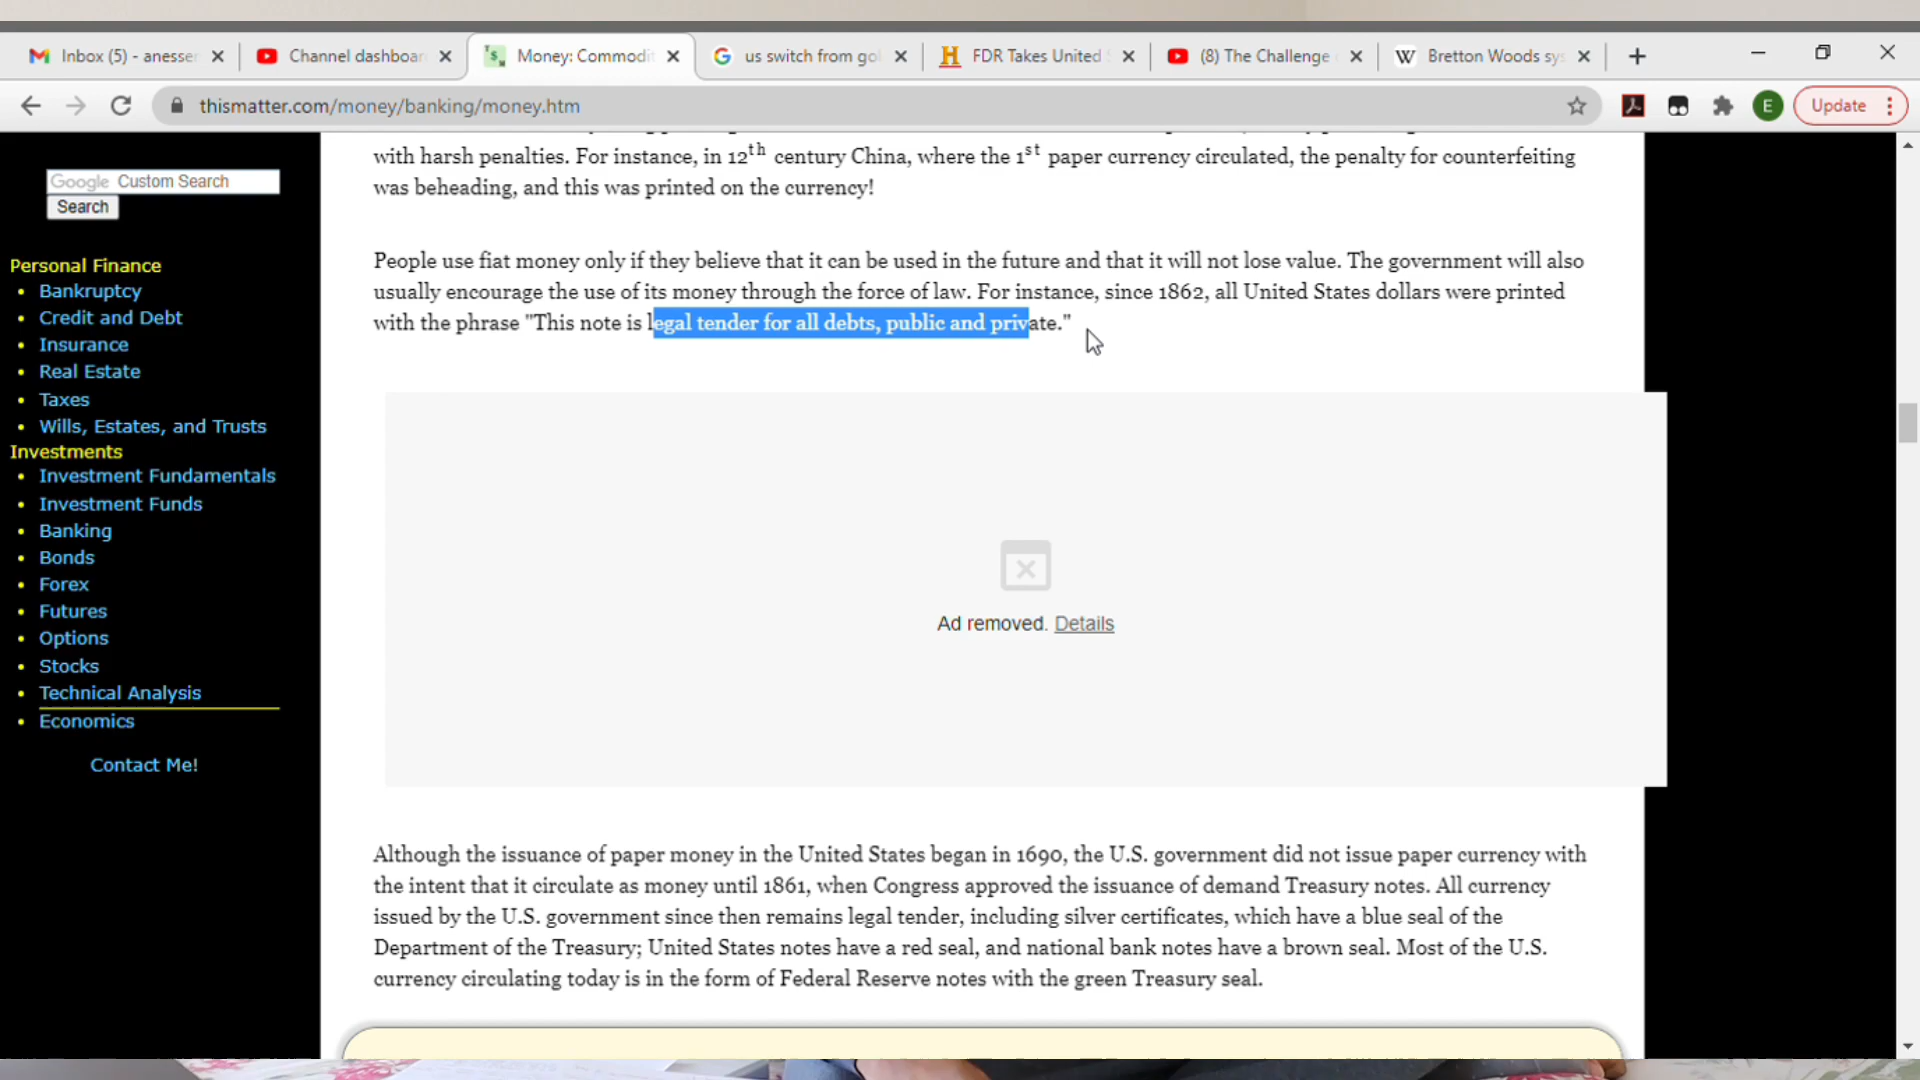 Inbox (5) - anesser
Channel dashboar
Money: Commodit
us switch from gol
FDR Takes United
(8) The Challenge
Bretton Woods sys
thismatter.com/money/banking/money.htm
E
Update
Google Custom Search
Search
Personal Finance
Bankruptcy
Credit and Debt
Insurance
Real Estate
Taxes
Wills, Estates, and Trusts
Investments
Investment Fundamentals
Investment Funds
Banking
Bonds
Forex
Futures
Options
Stocks
Technical Analysis
Economics
Contact Me!
with harsh penalties. For instance, in 12th century China, where the 1st paper currency circulated, the penalty for counterfeiting
was beheading, and this was printed on the currency!
People use fiat money only if they believe that it can be used in the future and that it will not lose value. The government will also
usually encourage the use of its money through the force of law. For instance, since 1862, all United States dollars were printed
with the phrase "This note is legal tender for all debts, public and private."
Ad removed. Details
Although the issuance of paper money in the United States began in 1690, the U.S. government did not issue paper currency with
the intent that it circulate as money until 1861, when Congress approved the issuance of demand Treasury notes. All currency
issued by the U.S. government since then remains legal tender, including silver certificates, which have a blue seal of the
Department of the Treasury; United States notes have a red seal, and national bank notes have a brown seal. Most of the U.S.
currency circulating today is in the form of Federal Reserve notes with the green Treasury seal.